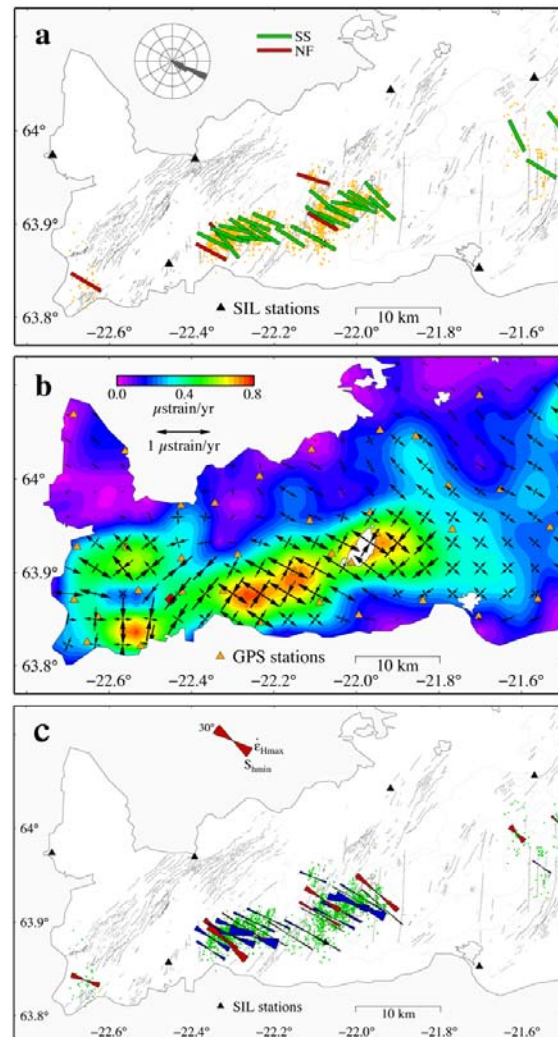 a
SS
NF
64°
63.9°
63.8°
SIL stations
10 km
−22.6 −22.4 −22.2 −22.0 −21.8 −21.6
b
0.0 0.4 0.8
μstrain/yr
1 μstrain/yr
64°
63.9°
63.8°
GPS stations
10 km
−22.6 −22.4 −22.2 −22.0 −21.8 −21.6
c
30°
ε̇Hmax
Shmin
64°
63.9°
63.8°
SIL stations
10 km
−22.6 −22.4 −22.2 −22.0 −21.8 −21.6